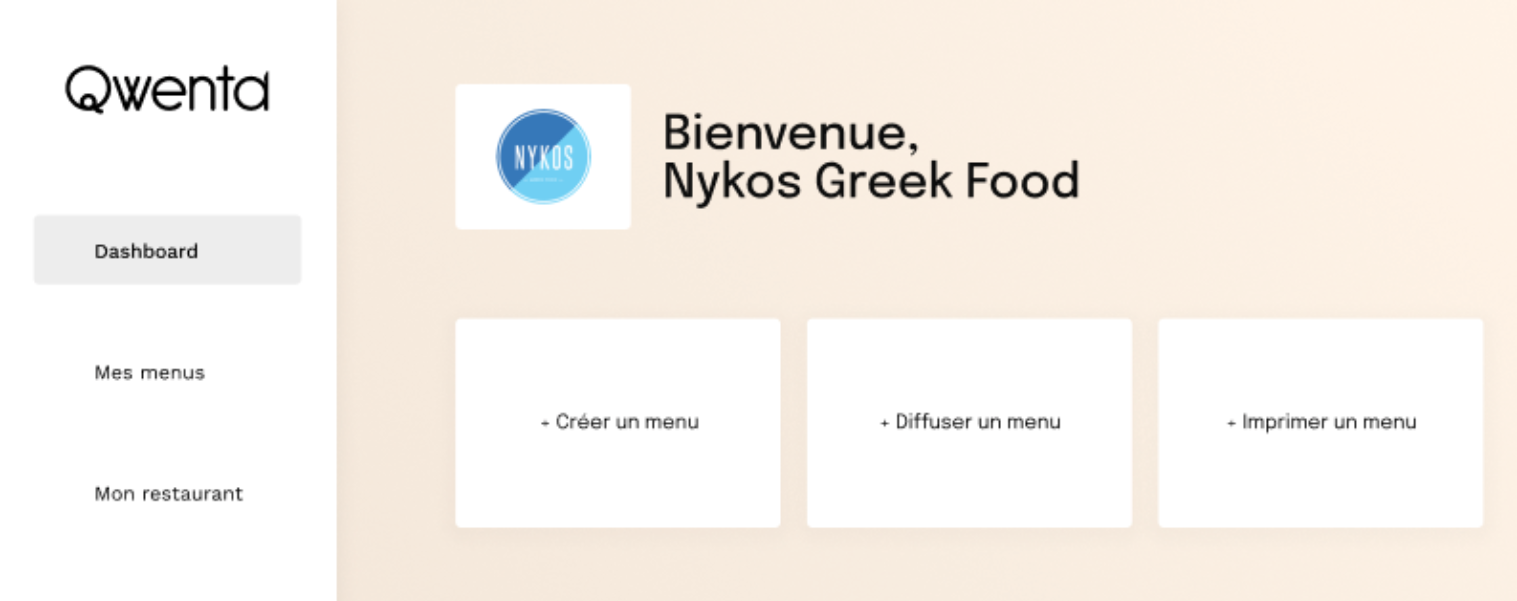 Qwenta
Dashboard
Mes menus
Mon restaurant
NYKOS
Bienvenue,
Nykos Greek Food
+ Créer un menu
+ Diffuser un menu
+ Imprimer un menu